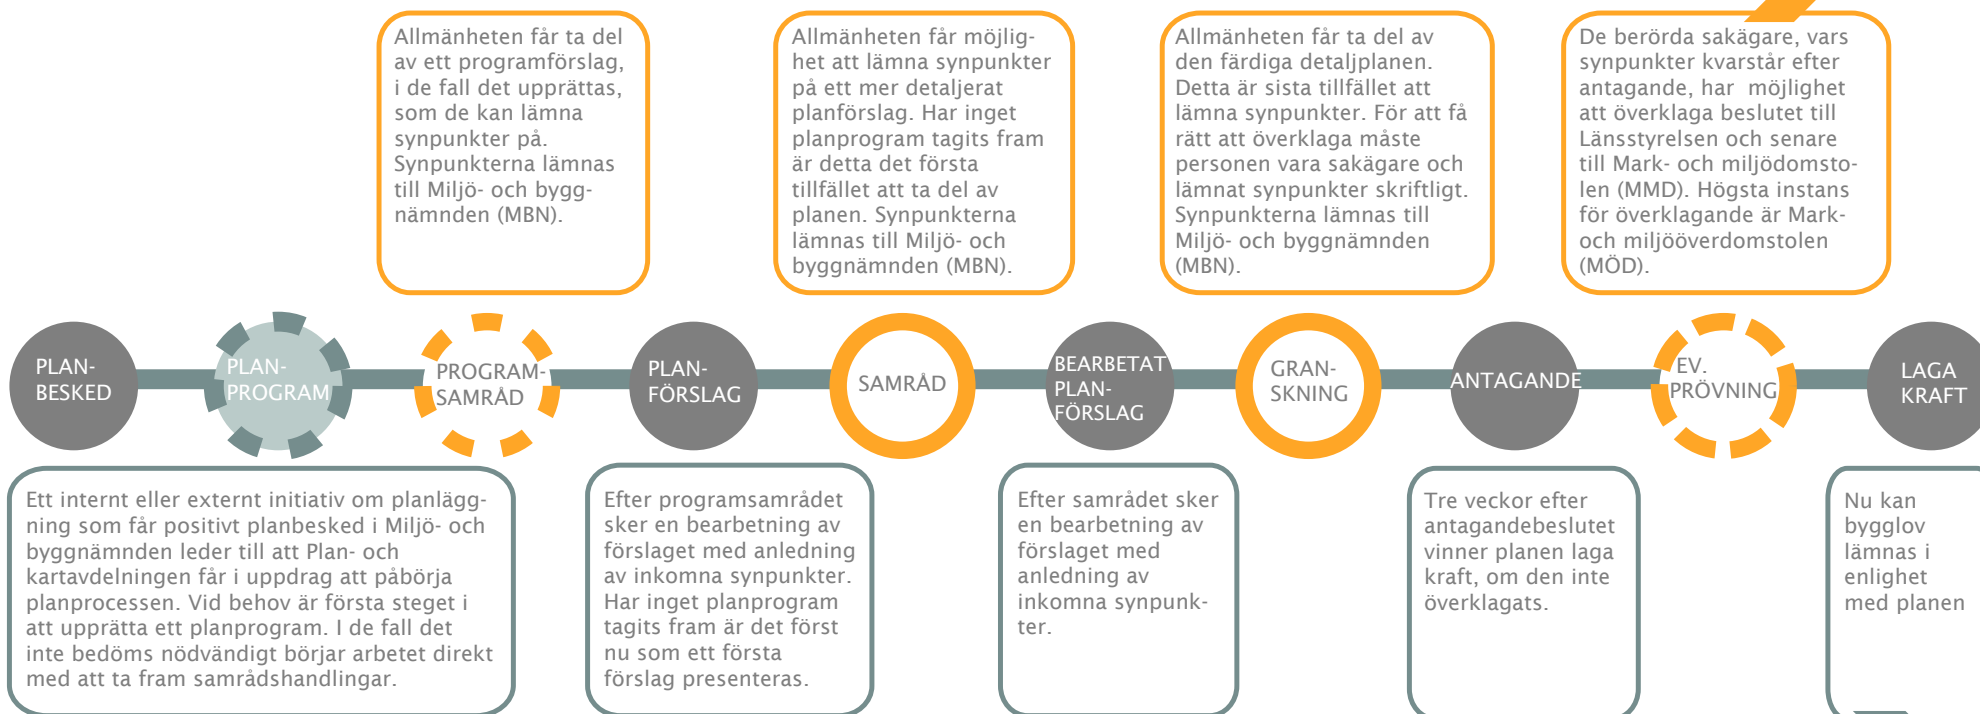 Allmänheten får ta del
av ett programförslag,
i de fall det upprättas,
som de kan lämna
synpunkter på.
Synpunkterna lämnas
till Miljö- och bygg-
nämnden (MBN).
Allmänheten får möjlig-
het att lämna synpunkter
på ett mer detaljerat
planförslag. Har inget
planprogram tagits fram
är detta det första
tillfället att ta del av
planen. Synpunkterna
lämnas till Miljö- och
byggnämnden (MBN).
Allmänheten får ta del av
den färdiga detaljplanen.
Detta är sista tillfället att
lämna synpunkter. För att få
rätt att överklaga måste
personen vara sakägare och
lämnat synpunkter skriftligt.
Synpunkterna lämnas till
Miljö- och byggnämnden
(MBN).
De berörda sakägare, vars
synpunkter kvarstår efter
antagande, har  möjlighet
att överklaga beslutet till
Länsstyrelsen och senare
till Mark- och miljödomsto-
len (MMD). Högsta instans
för överklagande är Mark-
och miljööverdomstolen
(MÖD).
PLAN-
BESKED
PLAN-
PROGRAM
PROGRAM-
SAMRÅD
PLAN-
FÖRSLAG
SAMRÅD
BEARBETAT
PLAN-
FÖRSLAG
GRAN-
SKNING
ANTAGANDE
EV.
PRÖVNING
LAGA
KRAFT
Ett internt eller externt initiativ om planlägg-
ning som får positivt planbesked i Miljö- och
byggnämnden leder till att Plan- och
kartavdelningen får i uppdrag att påbörja
planprocessen. Vid behov är första steget i
att upprätta ett planprogram. I de fall det
inte bedöms nödvändigt börjar arbetet direkt
med att ta fram samrådshandlingar.
Efter programsamrådet
sker en bearbetning av
förslaget med anledning
av inkomna synpunkter.
Har inget planprogram
tagits fram är det först
nu som ett första
förslag presenteras.
Efter samrådet sker
en bearbetning av
förslaget med
anledning av
inkomna synpunk-
ter.
Tre veckor efter
antagandebeslutet
vinner planen laga
kraft, om den inte
överklagats.
Nu kan
bygglov
lämnas i
enlighet
med planen